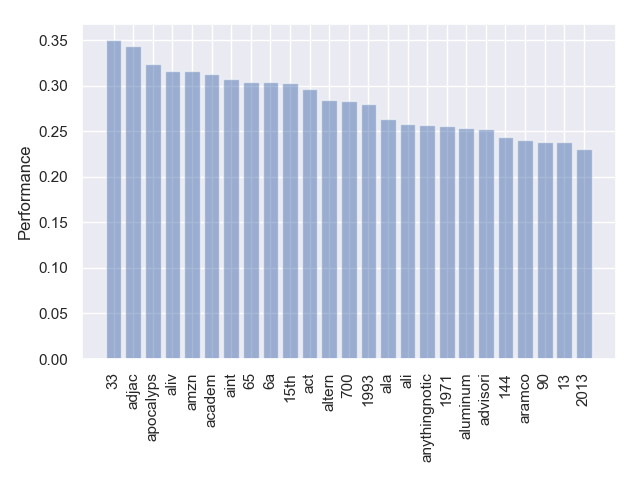 0.35
0.30
0.25
0.20
0.15
0.10
0.05
0.00
Performance
33
adjac
apocalyps
aliv
amzn
academ
aint
65
6a
15th
act
altern
700
1993
ala
ali
anythingnotic
1971
aluminum
advisori
144
aramco
90
13
2013